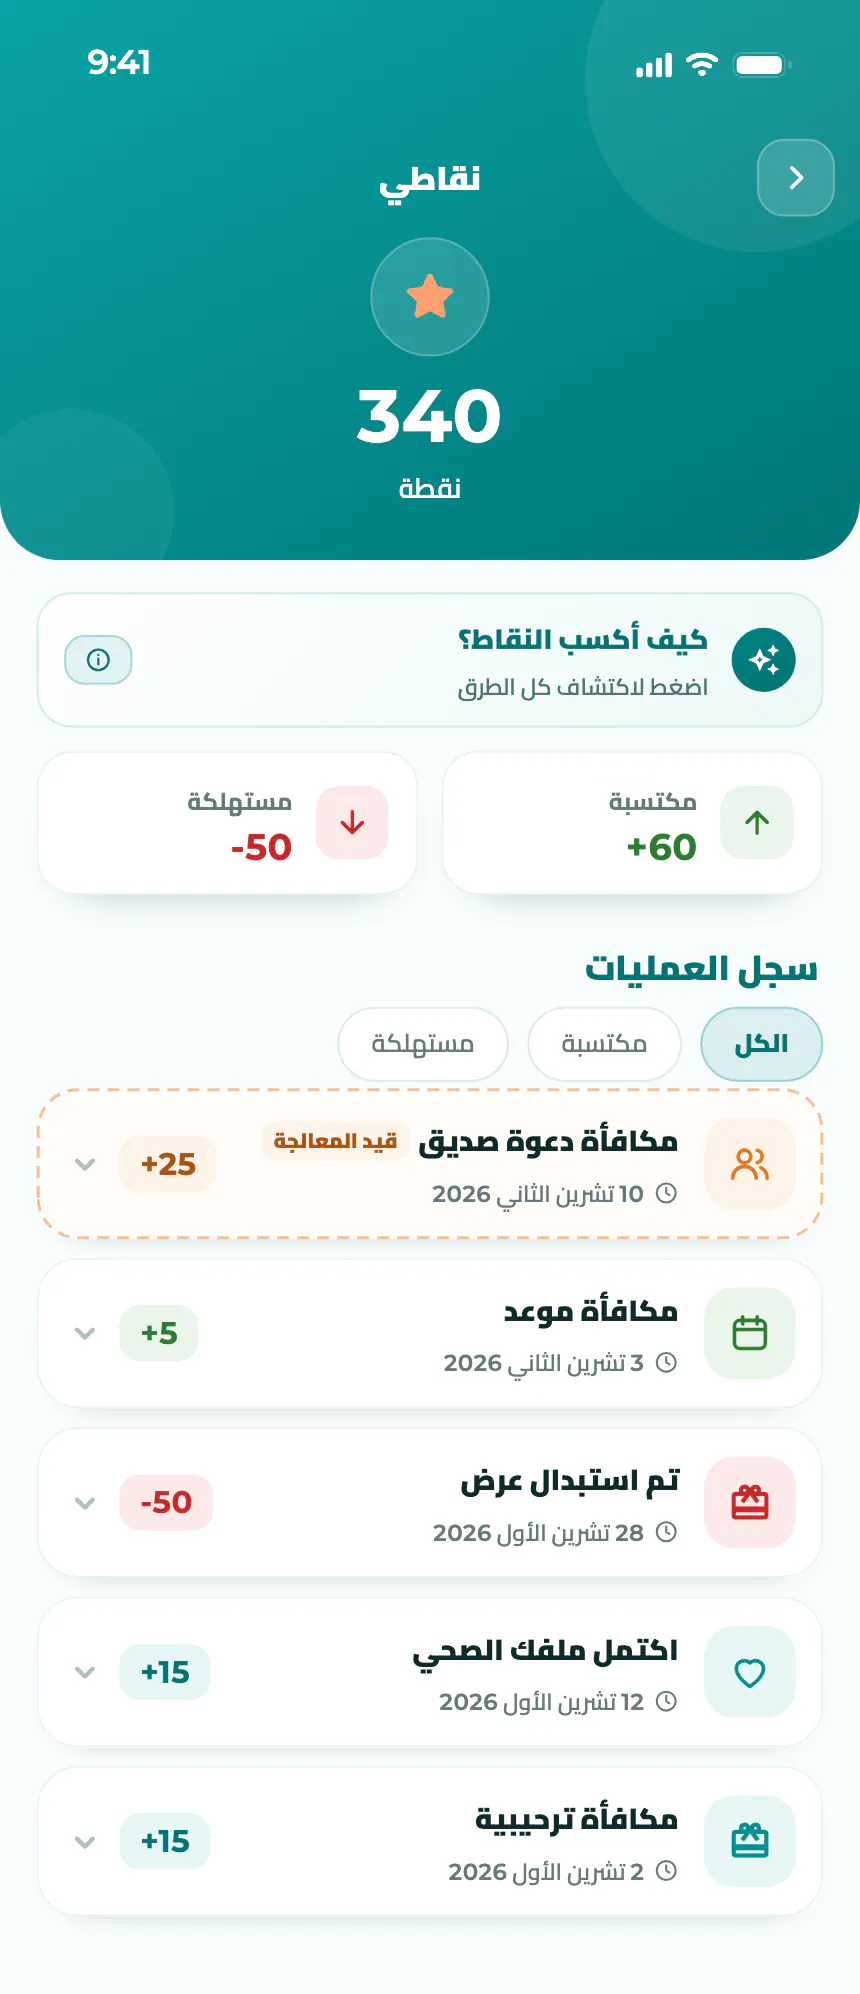 9:41
نقاطي
340
نقطة
كيف أكسب النقاط؟
اضغط لاكتشاف كل الطرق
مكتسبة
+60
مستهلكة
-50
سجل العمليات
الكل
مكتسبة
مستهلكة
مكافأة دعوة صديق قيد المعالجة
10 تشرين الثاني 2026
+25
مكافأة موعد
3 تشرين الثاني 2026
+5
تم استبدال عرض
28 تشرين الأول 2026
-50
اكتمل ملفك الصحي
12 تشرين الأول 2026
+15
مكافأة ترحيبية
2 تشرين الأول 2026
+15